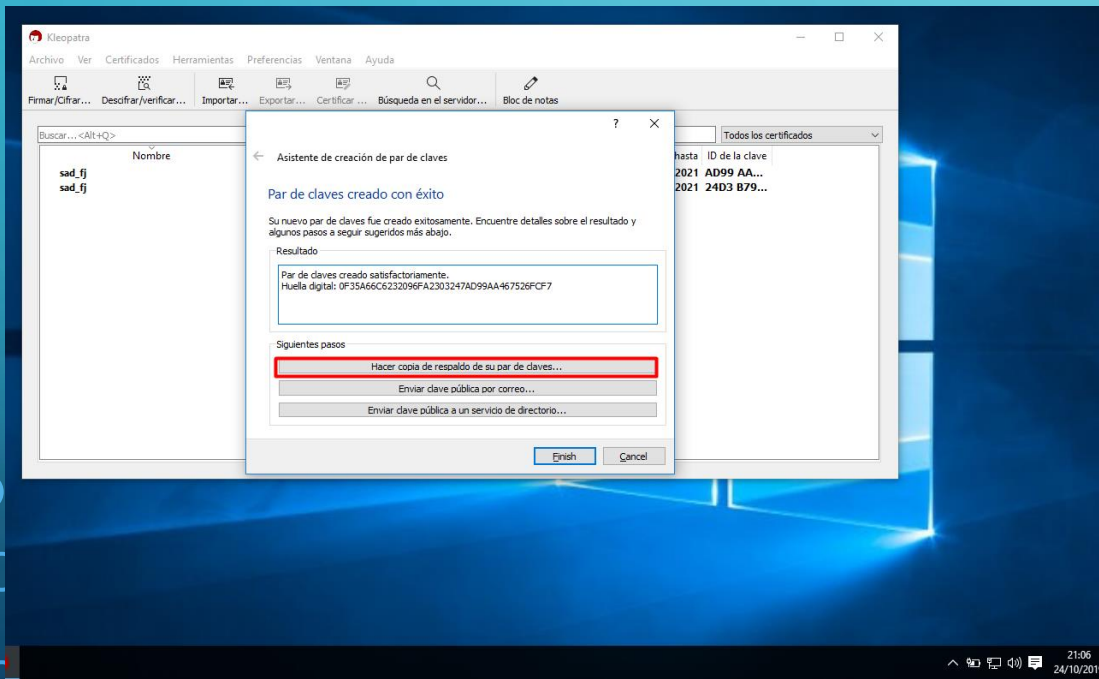 Kleopatra
Archivo Ver Certificados Herramientas Preferencias Ventana Ayuda
Firmar/Cifrar... Descifrar/verificar... Importar... Exportar... Certificar ... Búsqueda en el servidor... Bloc de notas
Buscar...<Alt+Q>
Todos los certificados
Nombre
hasta ID de la clave
sad_fj
2021 AD99 AA...
sad_fj
2021 24D3 B79...
? 
Asistente de creación de par de claves
Par de claves creado con éxito
Su nuevo par de claves fue creado exitosamente. Encuentre detalles sobre el resultado y
algunos pasos a seguir sugeridos más abajo.
Resultado
Par de claves creado satisfactoriamente.
Huella digital: 0F35A66C6232096FA2303247AD99AA467526FCF7
Siguientes pasos
Hacer copia de respaldo de su par de claves...
Enviar clave pública por correo...
Enviar clave pública a un servicio de directorio...
Finish Cancel
21:06
24/10/201